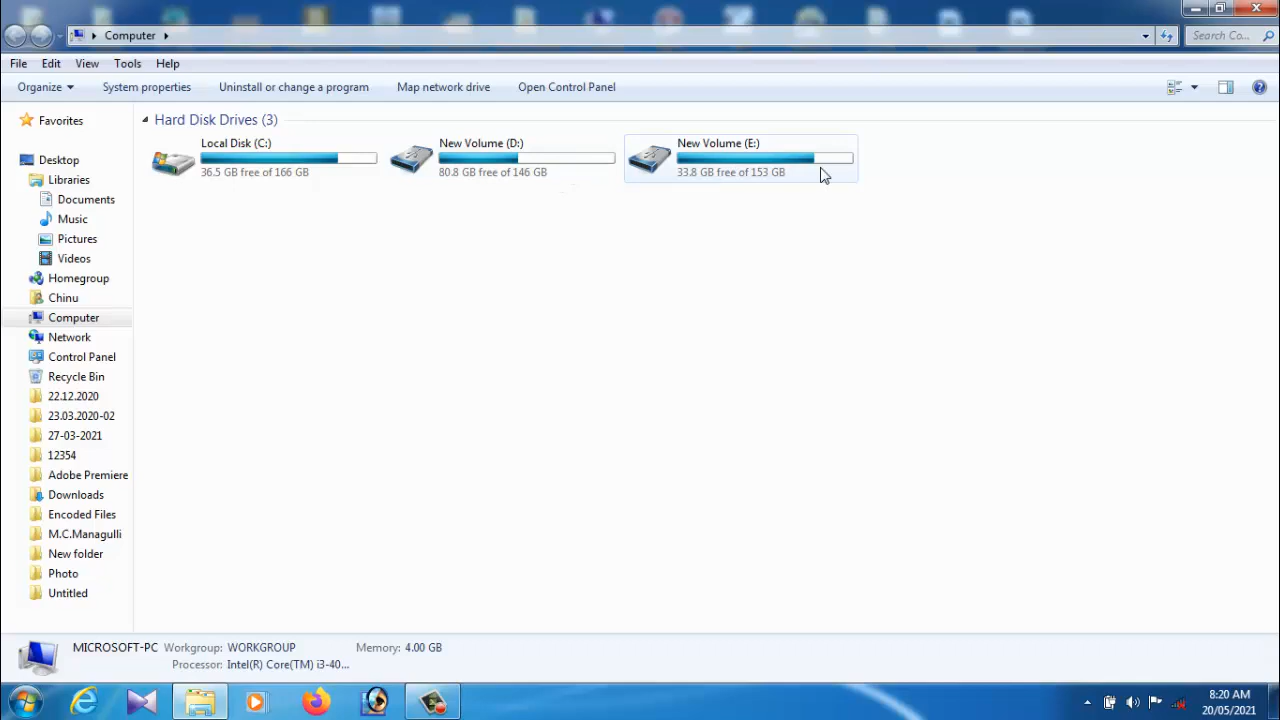 Computer
Search Co...
File Edit View Tools Help
Organize System properties Uninstall or change a program Map network drive Open Control Panel
Favorites
Desktop
Libraries
Documents
Music
Pictures
Videos
Homegroup
Chinu
Computer
Network
Control Panel
Recycle Bin
22.12.2020
23.03.2020-02
27-03-2021
12354
Adobe Premiere
Downloads
Encoded Files
M.C.Managulli
New folder
Photo
Untitled
Hard Disk Drives (3)
Local Disk (C:)
36.5 GB free of 166 GB
New Volume (D:)
80.8 GB free of 146 GB
New Volume (E:)
33.8 GB free of 153 GB
MICROSOFT-PC Workgroup: WORKGROUP Memory: 4.00 GB
Processor: Intel(R) Core(TM) i3-40...
8:20 AM
20/05/2021